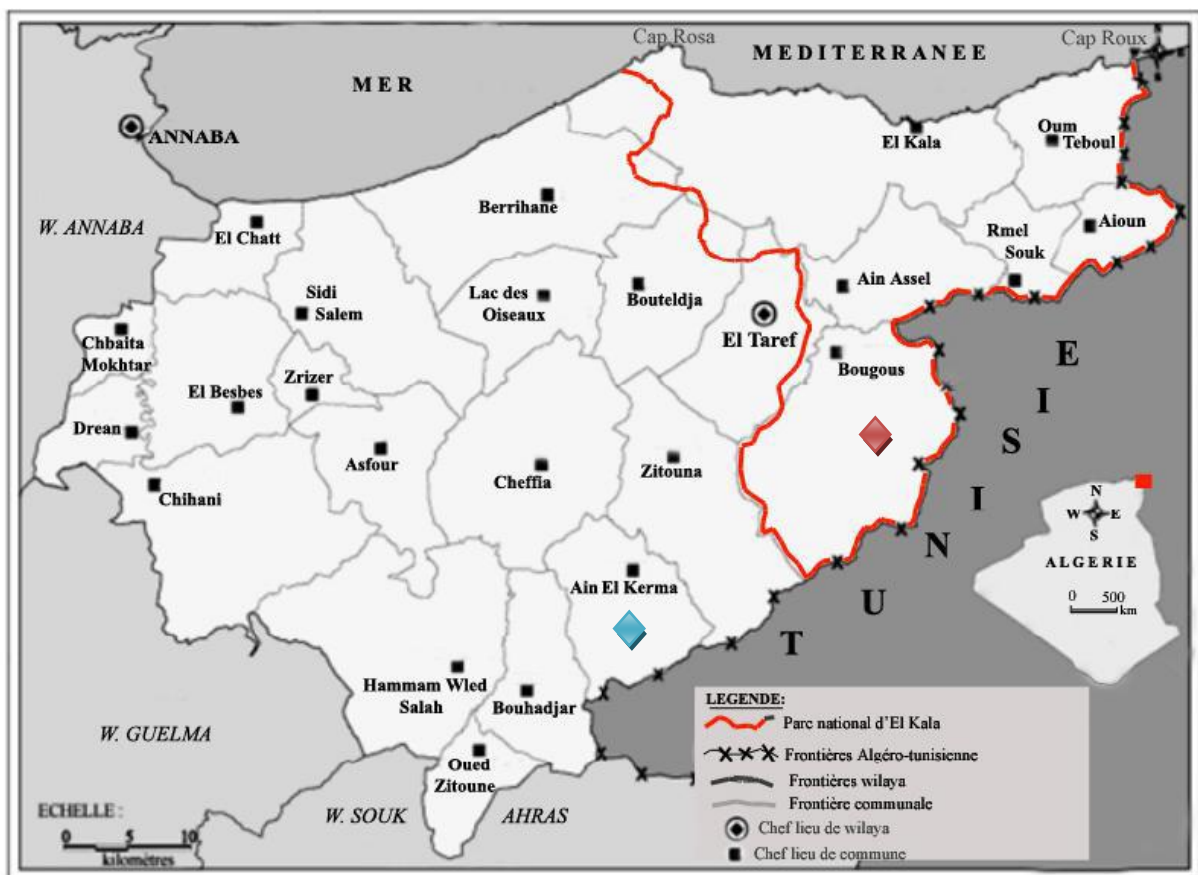 Cap Rosa
Cap Roux
MER
MEDITERRANEE
ANNABA
El Kala
Oum
Teboul
Berrihane
W. ANNABA
El Chatt
Rmel
Souk
Aioun
Sidi
Salem
Lac des
Oiseaux
Bouteldja
Ain Assel
El Taref
Chbaita
Mokhtar
Zrizer
El Besbes
Bougous
Drean
Asfour
Cheffia
Zitouna
Chihani
Ain El Kerma
TUNISIE
N
W E
S
ALGERIE
0 500
km
Hammam Wled
Salah
Bouhadjar
W. GUELMA
Oued
Zitoune
W. SOUK AHRAS
ECHELLE :
0 5 10
kilomètres
LEGENDE:
Parc national d'El Kala
Frontières Algéro-tunisienne
Frontières wilaya
Frontière communale
Chef lieu de wilaya
Chef lieu de commune